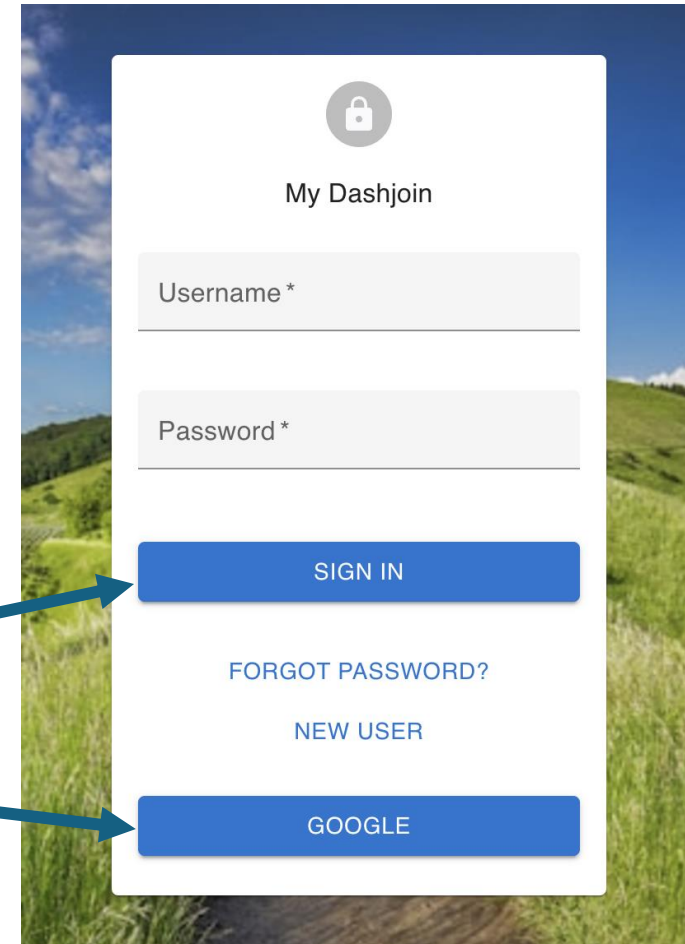 My Dashjoin
Username *
Password *
SIGN IN
FORGOT PASSWORD?
NEW USER
GOOGLE